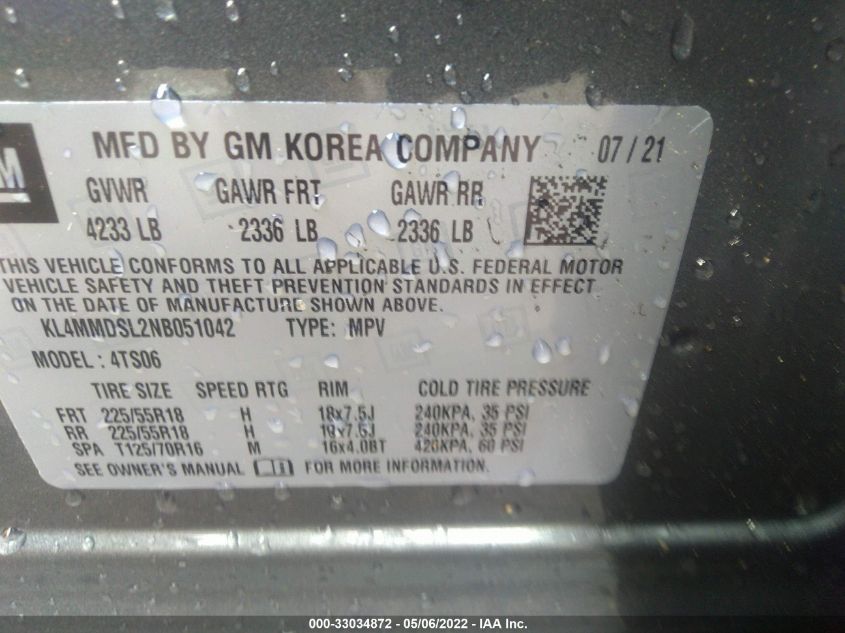 M
MFD BY GM KOREA COMPANY 07/21
GVWR GAWR FRT GAWR RR
4233 LB 2336 LB 2336 LB
THIS VEHICLE CONFORMS TO ALL APPLICABLE U.S. FEDERAL MOTOR
VEHICLE SAFETY AND THEFT PREVENTION STANDARDS IN EFFECT
ON THE DATE OF MANUFACTURE SHOWN ABOVE.
KL4MMDSL2NB051042 TYPE: MPV
MODEL: 4TS06
TIRE SIZE SPEED RTG RIM COLD TIRE PRESSURE
FRT 225/55R18 H 18x7.5J 240KPA, 35 PSI
RR 225/55R18 H 18x7.5J 240KPA, 35 PSI
SPA T125/70R16 M 16x4.0BT 420KPA, 60 PSI
SEE OWNER'S MANUAL FOR MORE INFORMATION.
000-33034872 - 05/06/2022 - IAA Inc.